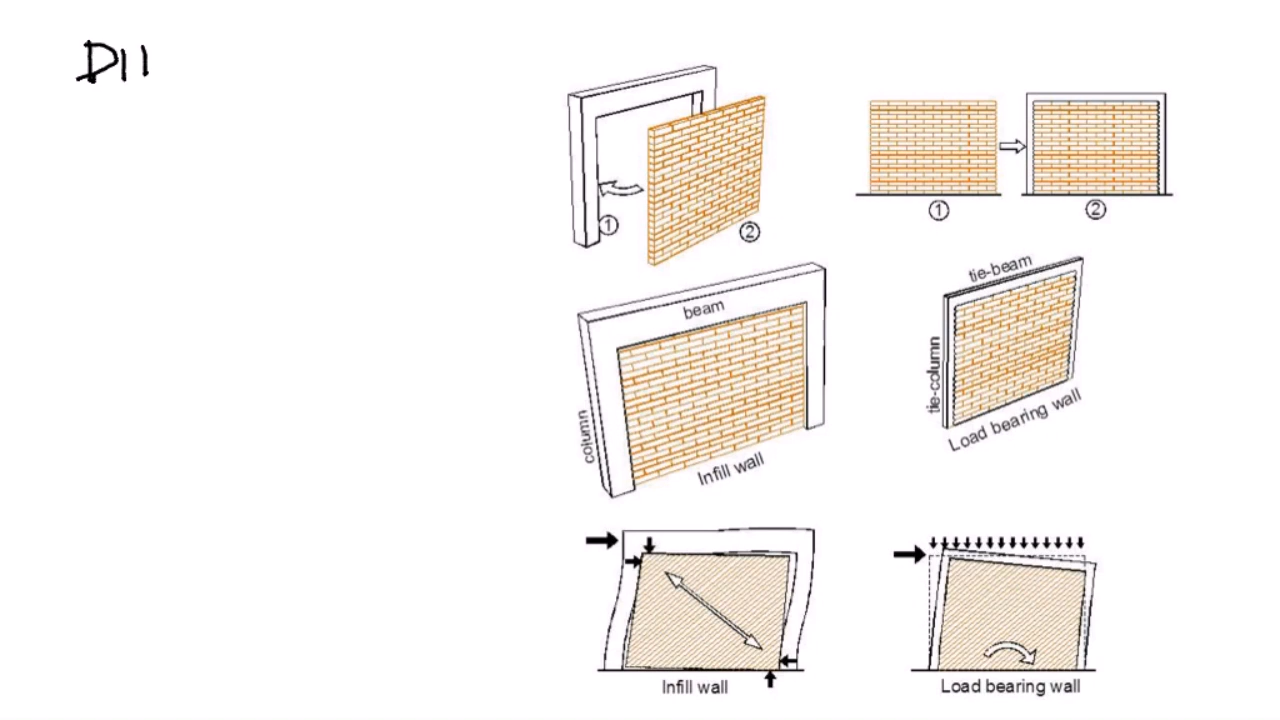 D11
① ②
① ②
beam
column
Infill wall
tie-beam
tie-column
Load bearing wall
Infill wall
Load bearing wall